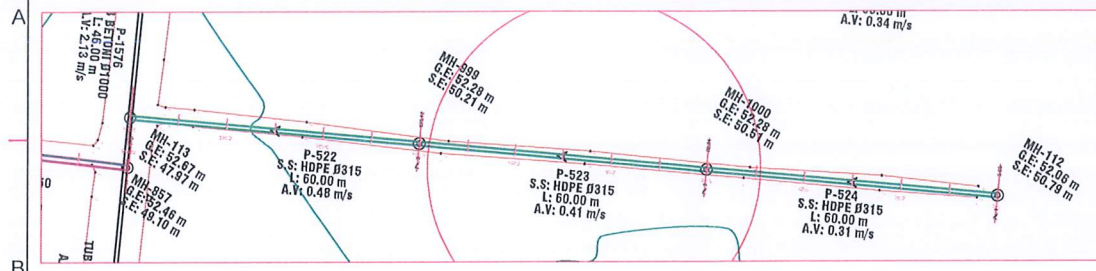 A
P-1576
BETONI Ø1000
L: 46.00 m
A.V: 2.13 m/s
A.V: 0.34 m/s
MH-999
G.E: 52.28 m
S.E: 50.21 m
MH-1000
G.E: 52.28 m
S.E: 50.51 m
MH-112
G.E: 52.06 m
S.E: 50.79 m
MH-113
G.E: 52.67 m
S.E: 47.97 m
MH-857
G.E: 52.46 m
S.E: 49.10 m
P-522
S.S: HDPE Ø315
L: 60.00 m
A.V: 0.48 m/s
P-523
S.S: HDPE Ø315
L: 60.00 m
A.V: 0.41 m/s
P-524
S.S: HDPE Ø315
L: 60.00 m
A.V: 0.31 m/s
50
TUB
A.
B